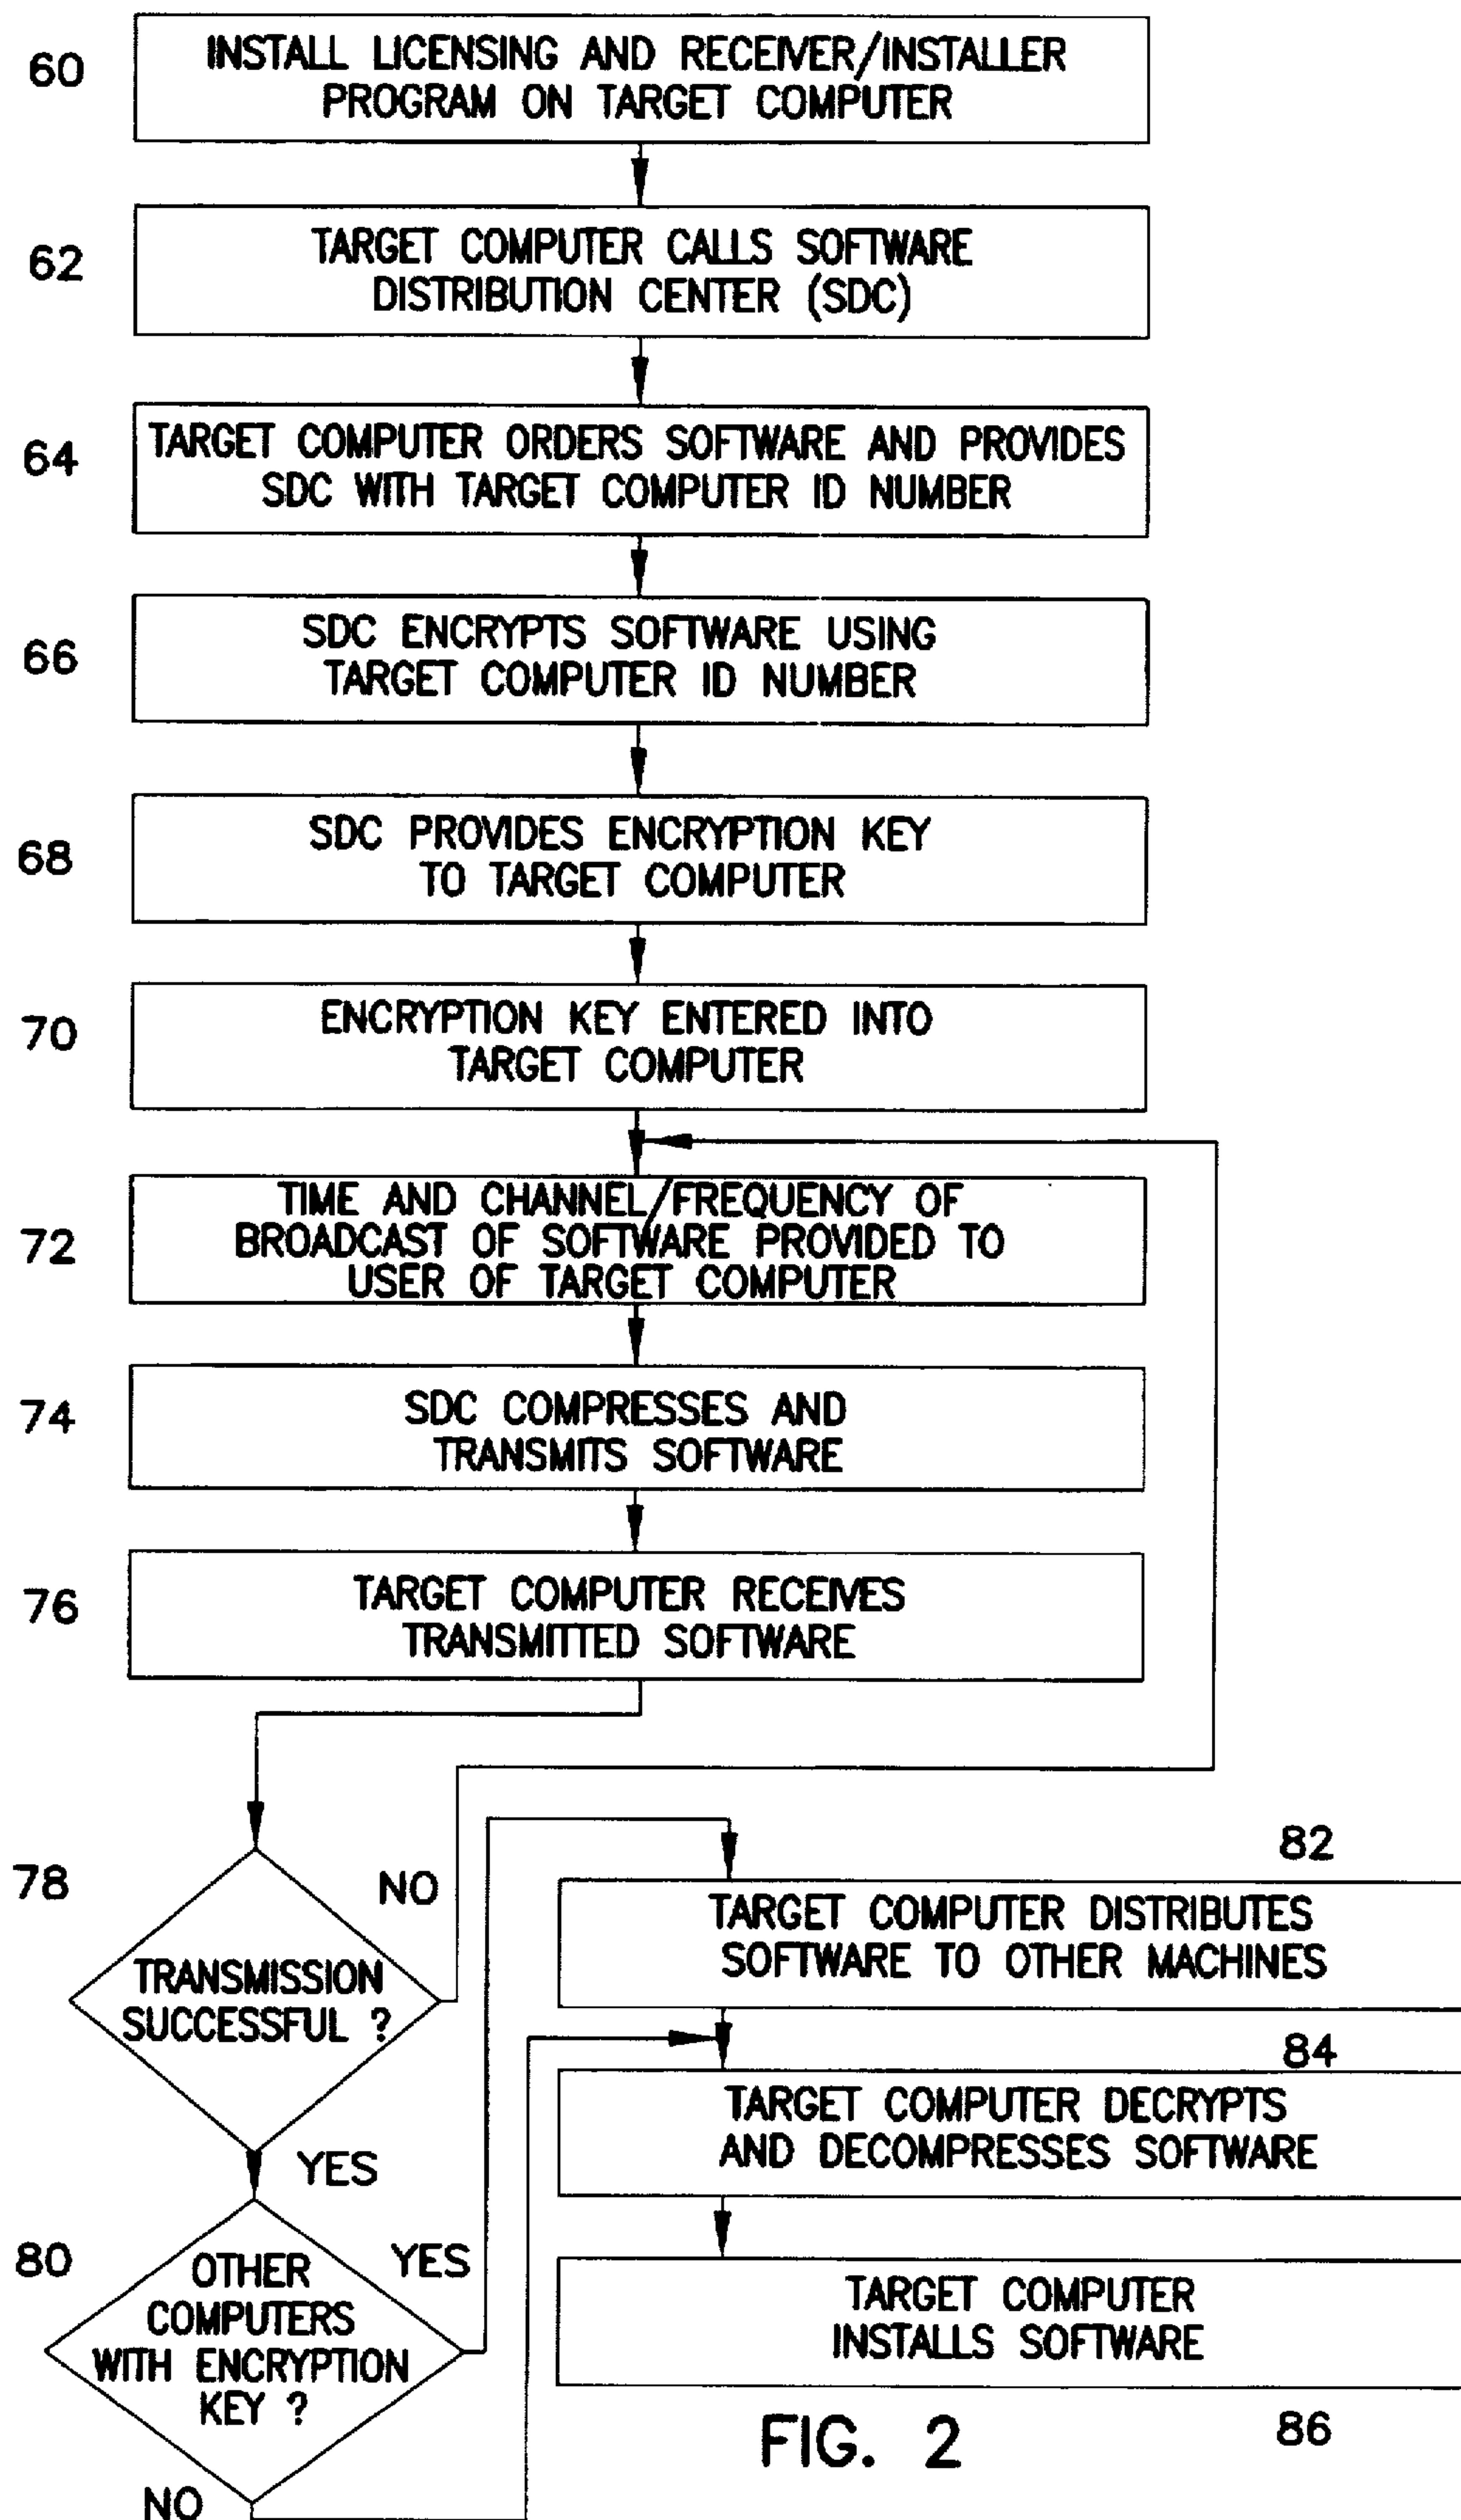 60
INSTALL LICENSING AND RECEIVER/INSTALLER
PROGRAM ON TARGET COMPUTER
62
TARGET COMPUTER CALLS SOFTWARE
DISTRIBUTION CENTER (SDC)
64
TARGET COMPUTER ORDERS SOFTWARE AND PROVIDES
SDC WITH TARGET COMPUTER ID NUMBER
66
SDC ENCRYPTS SOFTWARE USING
TARGET COMPUTER ID NUMBER
68
SDC PROVIDES ENCRYPTION KEY
TO TARGET COMPUTER
70
ENCRYPTION KEY ENTERED INTO
TARGET COMPUTER
72
TIME AND CHANNEL/FREQUENCY OF
BROADCAST OF SOFTWARE PROVIDED TO
USER OF TARGET COMPUTER
74
SDC COMPRESSES AND
TRANSMITS SOFTWARE
76
TARGET COMPUTER RECEIVES
TRANSMITTED SOFTWARE
78
NO
TRANSMISSION
SUCCESSFUL ?
YES
80
YES
OTHER
COMPUTERS
WITH ENCRYPTION
KEY ?
NO
82
TARGET COMPUTER DISTRIBUTES
SOFTWARE TO OTHER MACHINES
84
TARGET COMPUTER DECRYPTS
AND DECOMPRESSES SOFTWARE
TARGET COMPUTER
INSTALLS SOFTWARE
86
FIG. 2